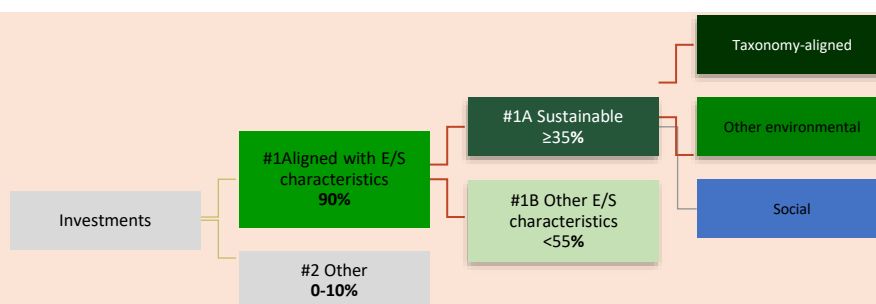 Taxonomy-aligned
#1A Sustainable
≥35%
Other environmental
#1Aligned with E/S
characteristics
90%
#1B Other E/S
characteristics
<55%
Social
Investments
#2 Other
0-10%